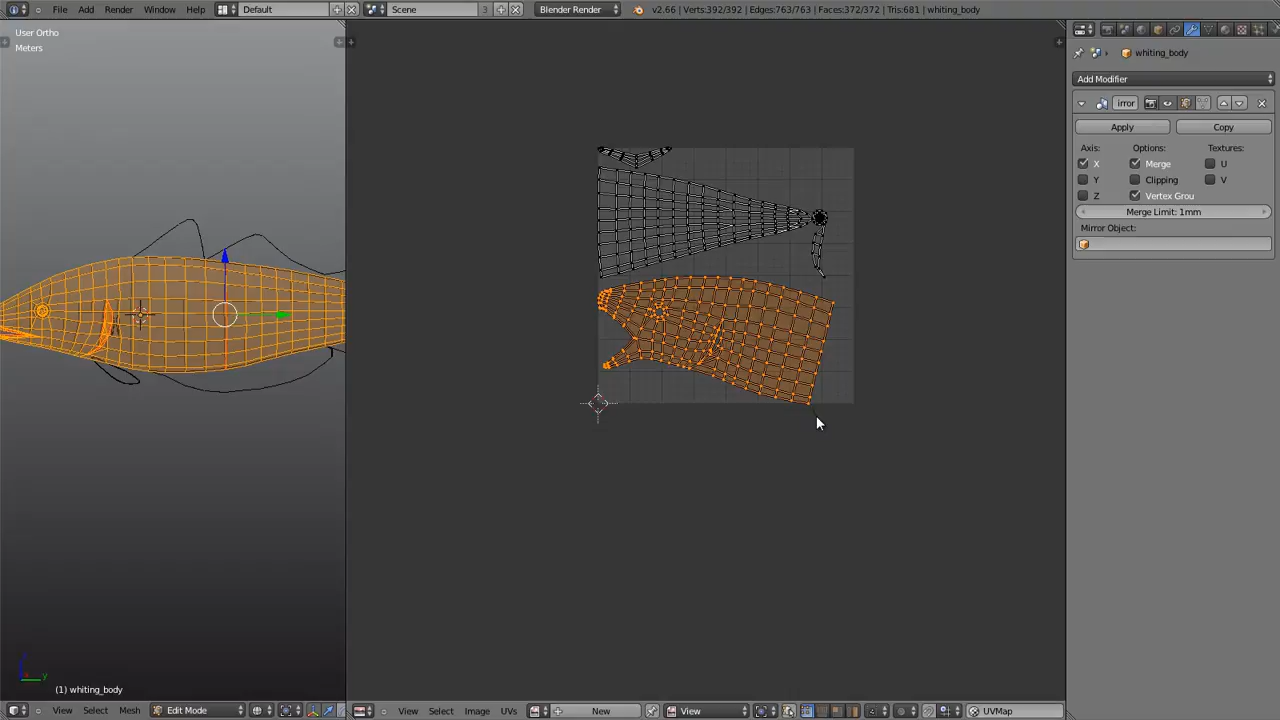 File Add Render Window Help Default Scene 3 Blender Render v2.66 | Verts:392/392 | Edges:763/763 | Faces:372/372 | Tris:681 | whiting_body
User Ortho
Meters
whiting_body
Add Modifier
irror
Apply Copy
Axis: Options: Textures:
X Merge U
Y Clipping V
Z Vertex Grou
Merge Limit: 1mm
Mirror Object:
z
y
(1) whiting_body
View Select Mesh Edit Mode View Select Image UVs New View UVMap